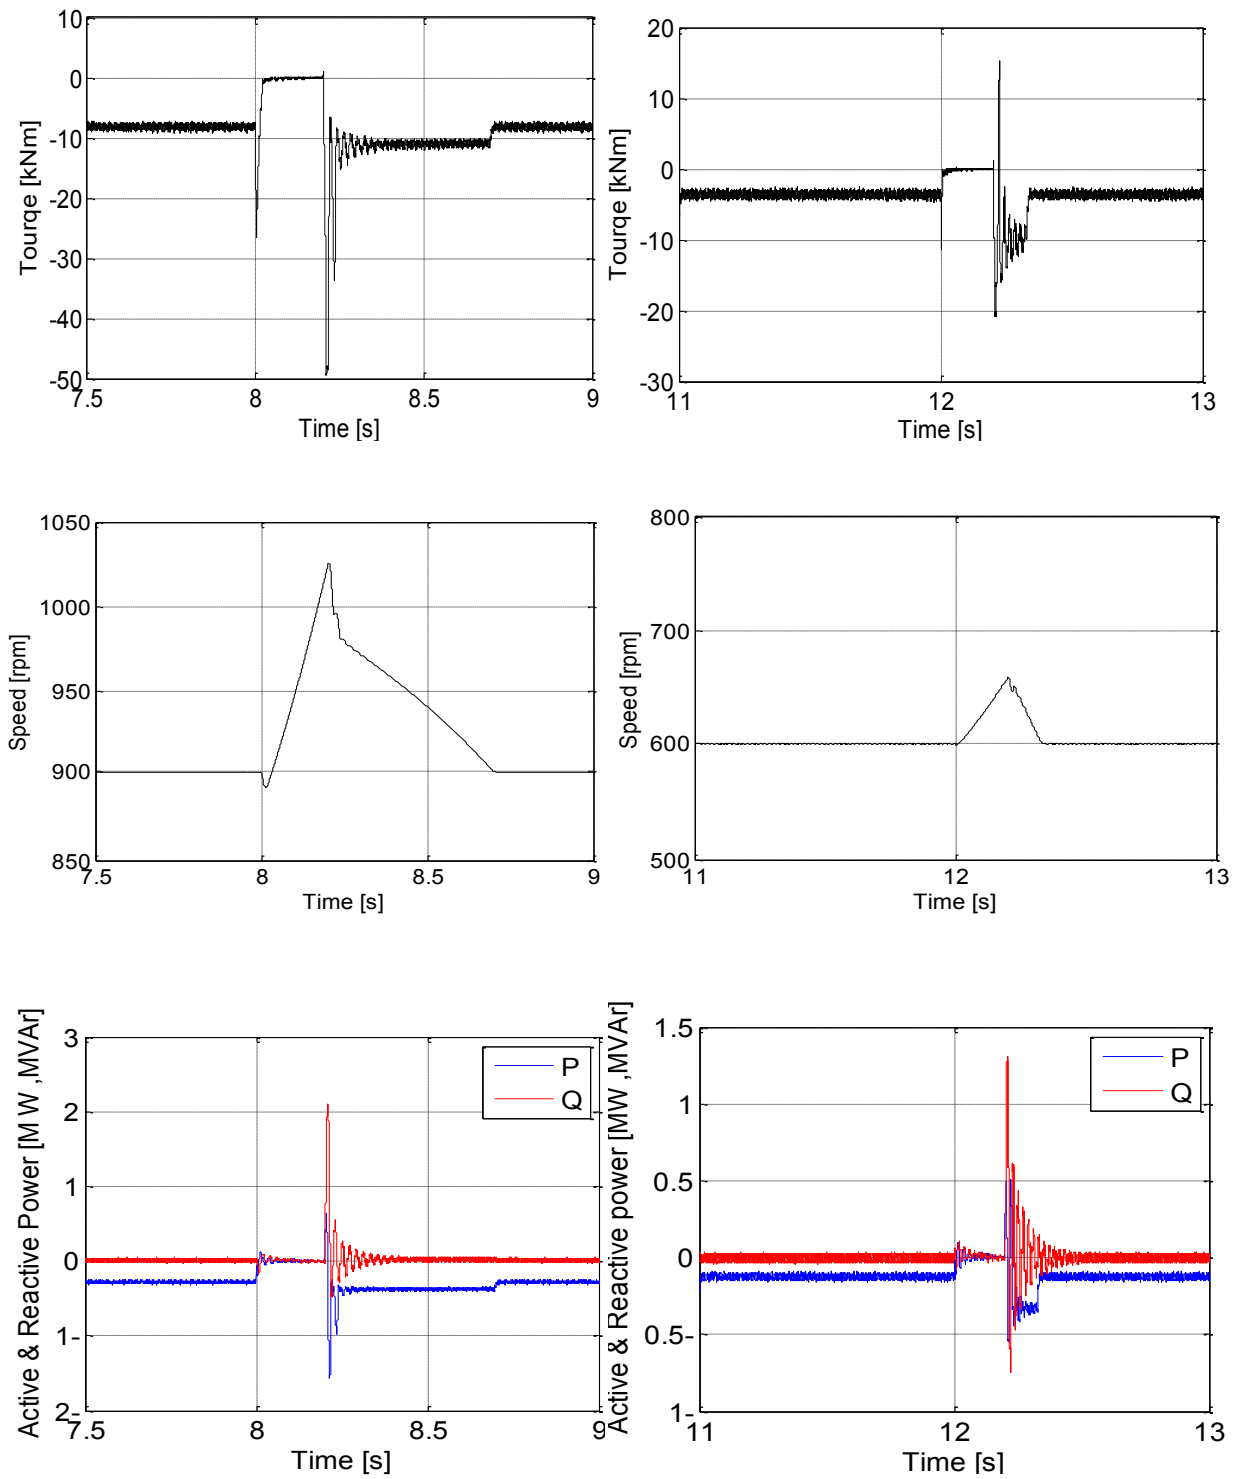 10
0
-10
-20
-30
-40
-50
Tourqe [kNm]
7.5 8 8.5 9
Time [s]
20
10
0
-10
-20
-30
Tourqe [kNm]
11 12 13
Time [s]
1050
1000
950
900
850
Speed [rpm]
7.5 8 8.5 9
Time [s]
800
700
600
500
Speed [rpm]
11 12 13
Time [s]
3
2
1
0
1-
2-
Active & Reactive Power [M W ,MVAr]
P
Q
7.5 8 8.5 9
Time [s]
1.5
1
0.5
0
0.5-
1-
Active & Reactive power [MW ,MVAr]
P
Q
11 12 13
Time [s]